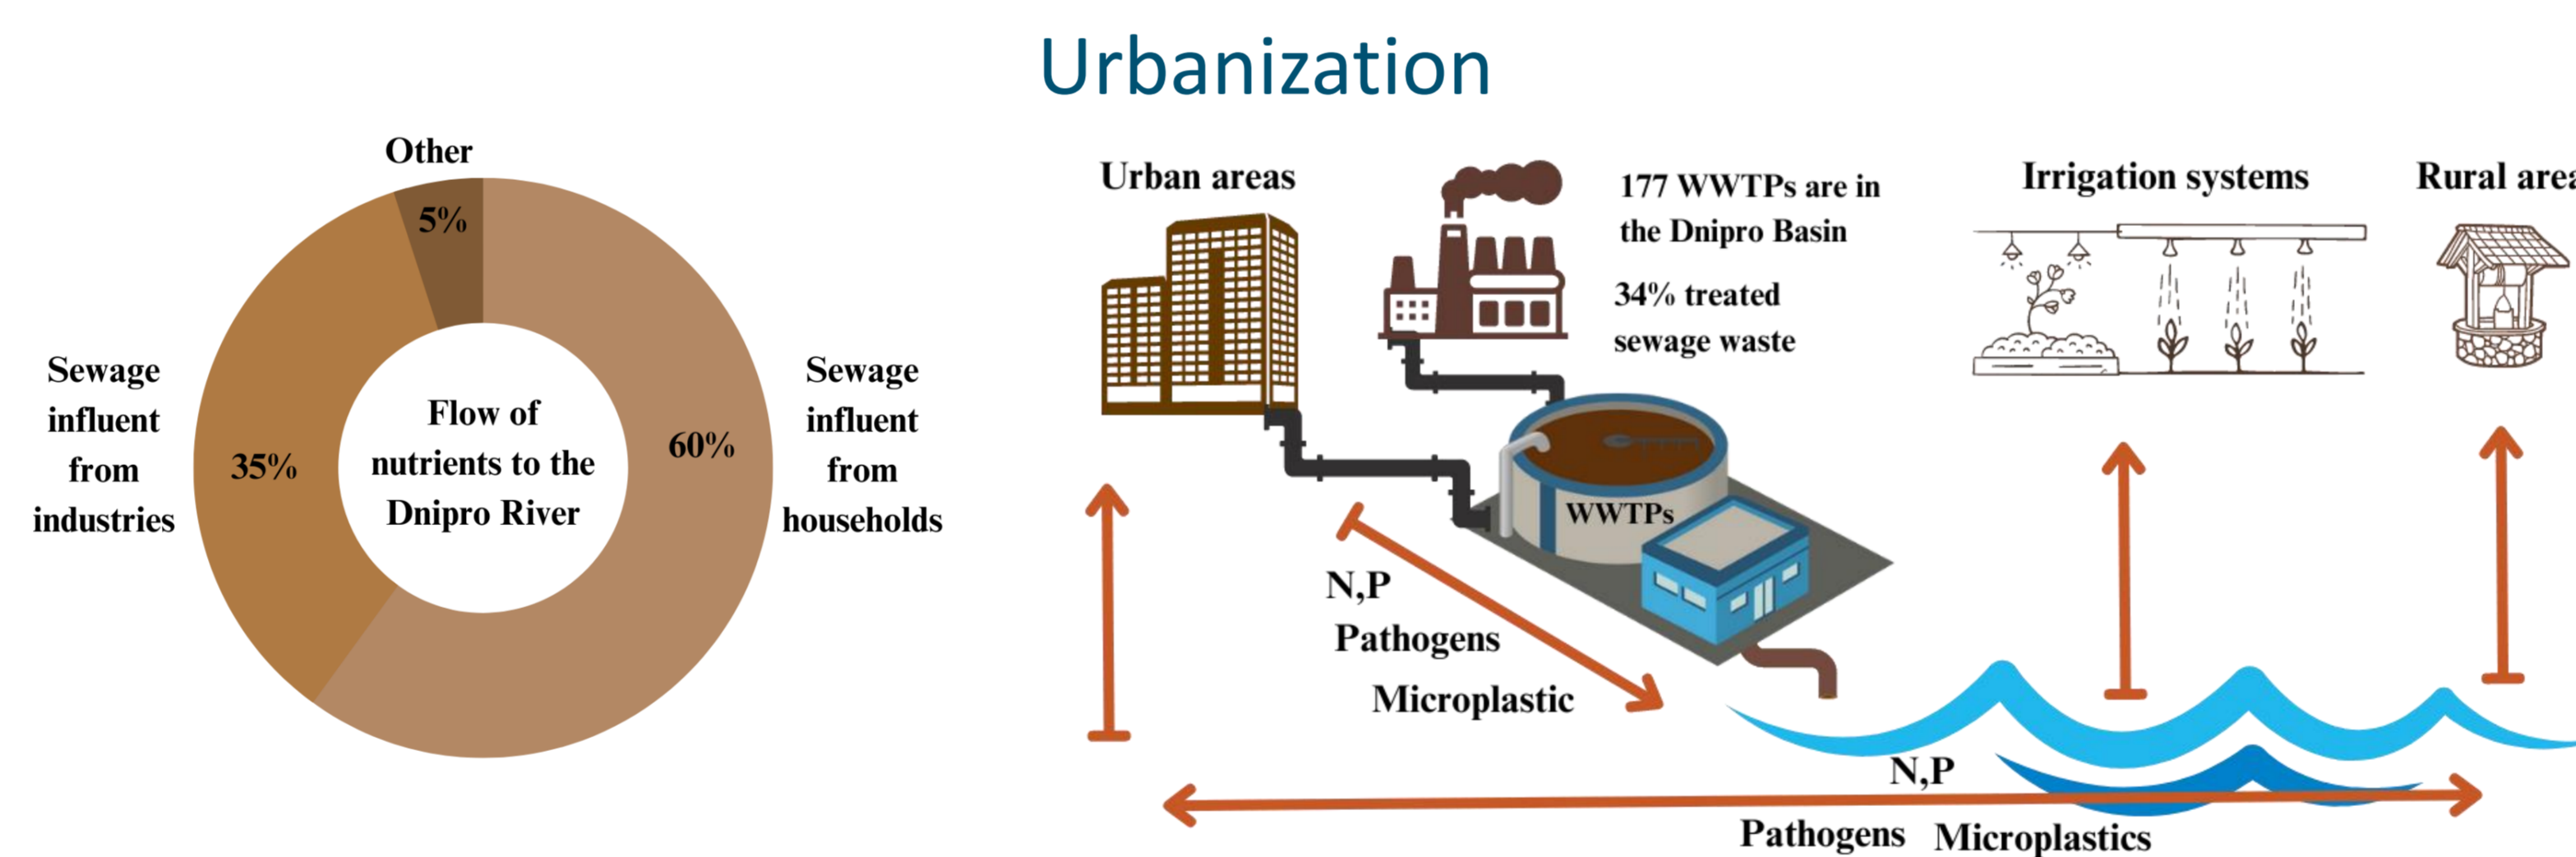 Urbanization
Other
5%
Sewage
influent
from
industries
35%
Flow of
nutrients to the
Dnipro River
60%
Sewage
influent
from
households
Urban areas
177 WWTPs are in
the Dnipro Basin
34% treated
sewage waste
Irrigation systems
Rural area
WWTPs
N,P
Pathogens
Microplastic
N,P
Pathogens Microplastics